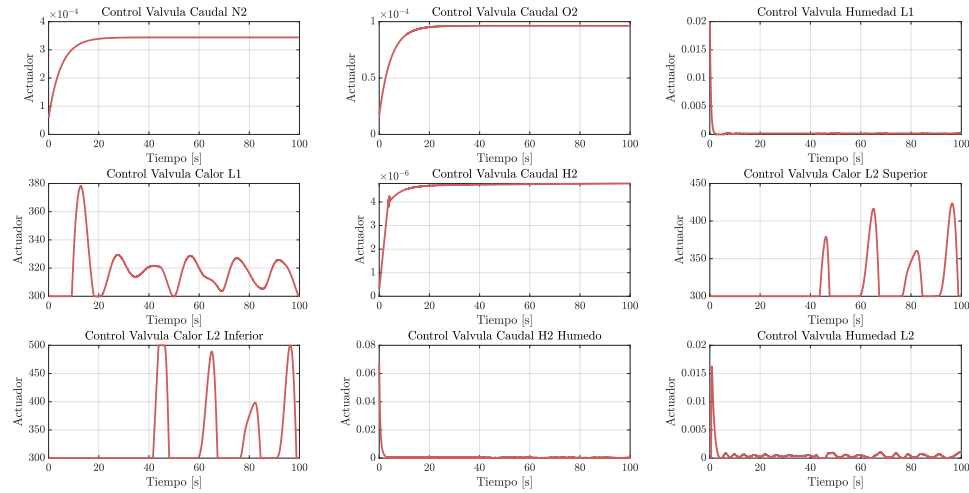 Control Valvula Caudal N2
×10⁻⁴
4
3
2
1
0
0 20 40 60 80 100
Actuador
Tiempo [s]
Control Valvula Caudal O2
×10⁻⁴
1
0.5
0
0 20 40 60 80 100
Actuador
Tiempo [s]
Control Valvula Humedad L1
0.02
0.015
0.01
0.005
0
0 20 40 60 80 100
Actuador
Tiempo [s]
Control Valvula Calor L1
380
360
340
320
300
0 20 40 60 80 100
Actuador
Tiempo [s]
Control Valvula Caudal H2
×10⁻⁶
4
2
0
0 20 40 60 80 100
Actuador
Tiempo [s]
Control Valvula Calor L2 Superior
450
400
350
300
0 20 40 60 80 100
Actuador
Tiempo [s]
Control Valvula Calor L2 Inferior
500
450
400
350
300
0 20 40 60 80 100
Actuador
Tiempo [s]
Control Valvula Caudal H2 Humedo
0.08
0.06
0.04
0.02
0
0 20 40 60 80 100
Actuador
Tiempo [s]
Control Valvula Humedad L2
0.02
0.015
0.01
0.005
0
0 20 40 60 80 100
Actuador
Tiempo [s]